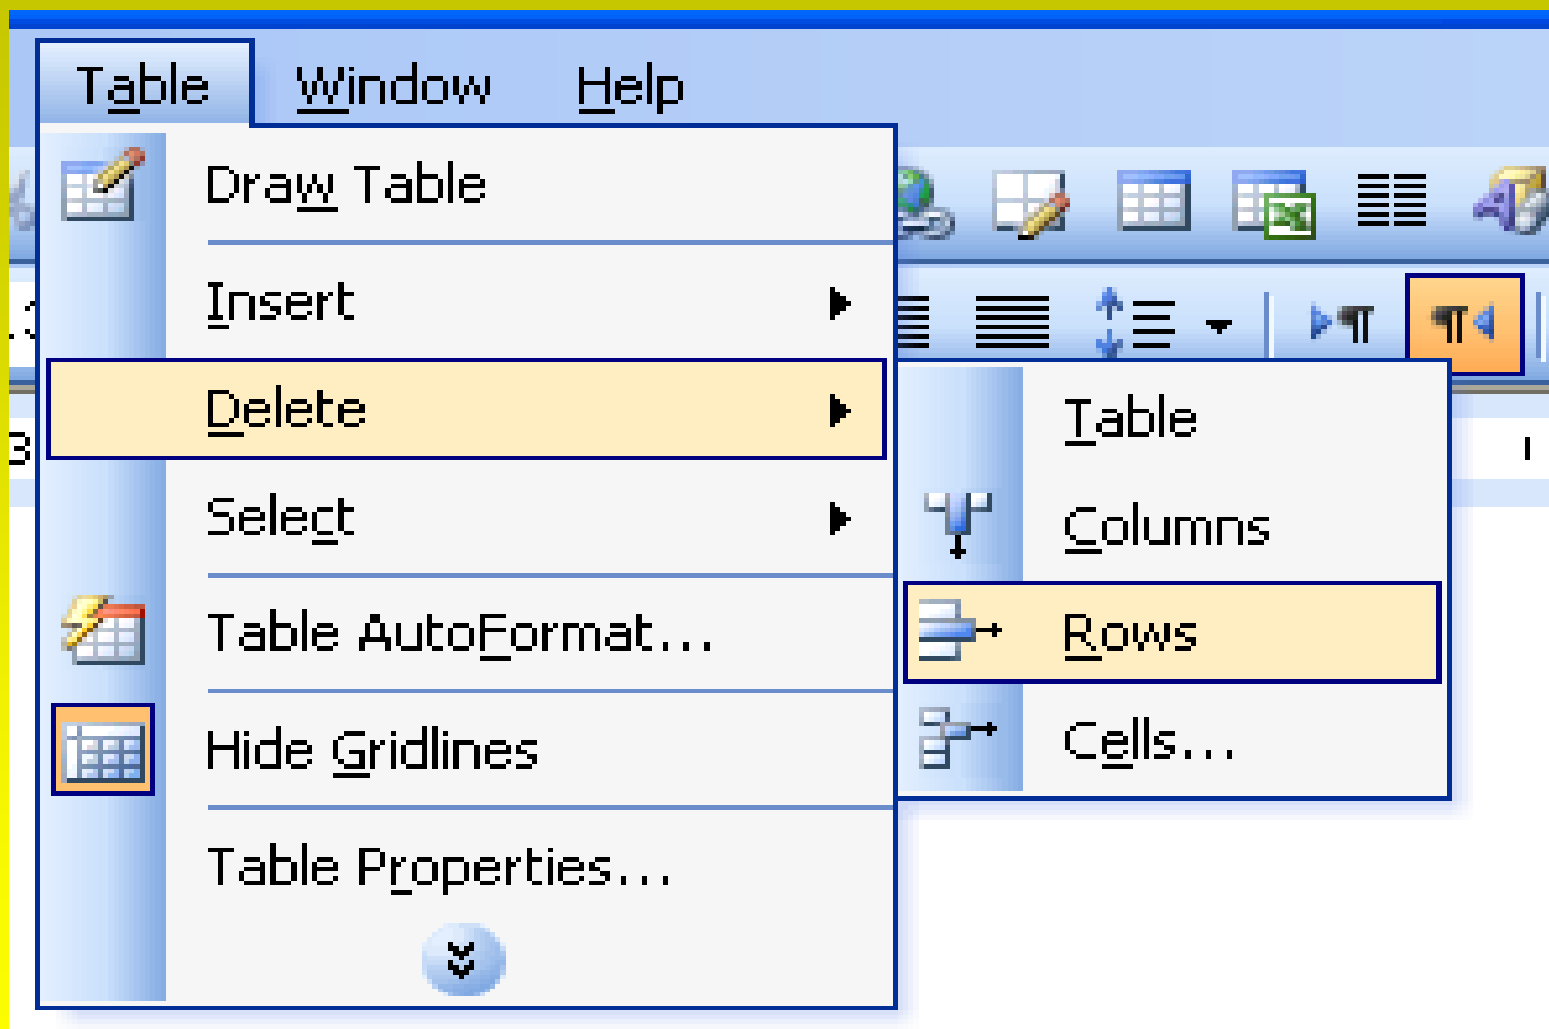 Table Window Help
Draw Table
Insert
Delete
Select
Table AutoFormat...
Hide Gridlines
Table Properties...
Table
Columns
Rows
Cells...